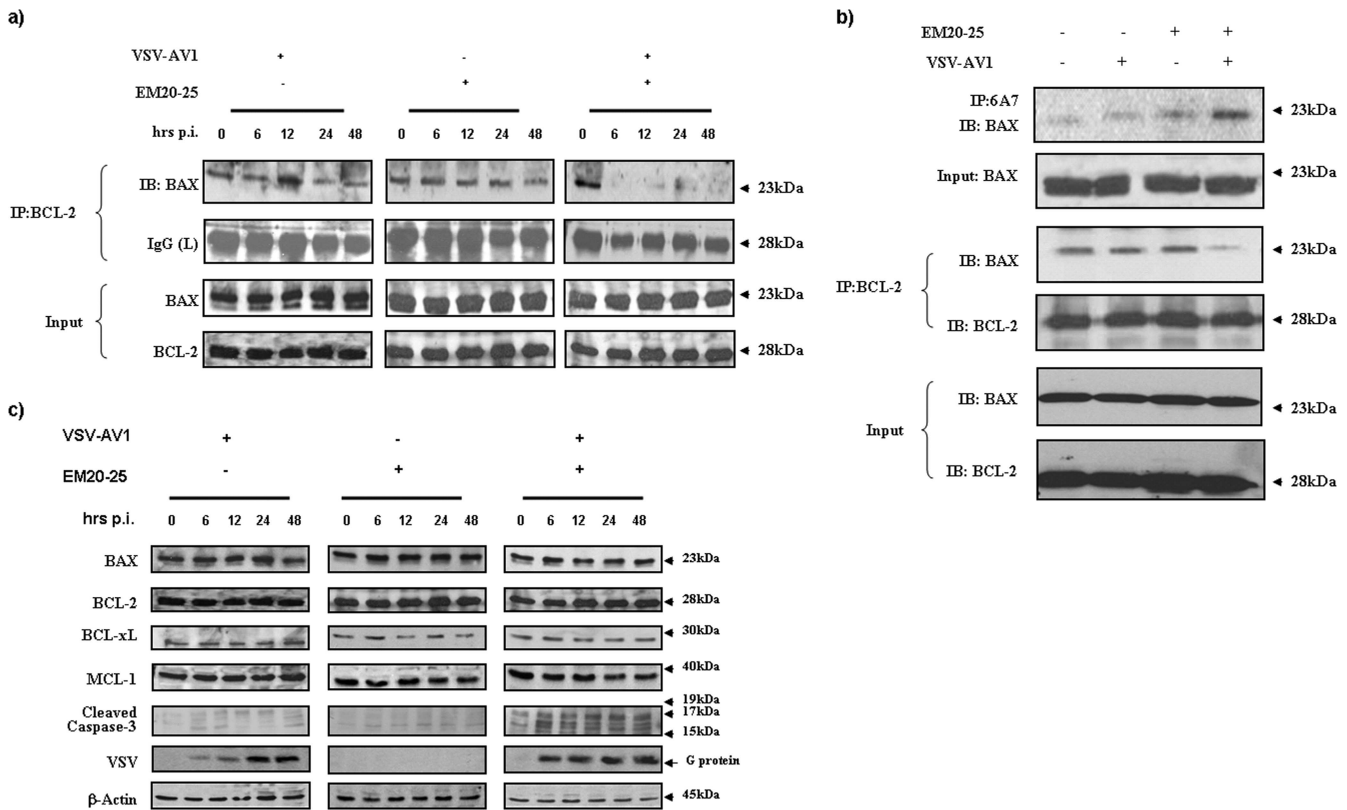 a)
VSV-AV1 + - +
EM20-25 - + +
hrs p.i. 0 6 12 24 48 0 6 12 24 48 0 6 12 24 48
IP:BCL-2
IB: BAX 23kDa
IgG (L) 28kDa
Input
BAX 23kDa
BCL-2 28kDa
b)
EM20-25 - - + +
VSV-AV1 - + - +
IP:6A7
IB: BAX
23kDa
Input: BAX 23kDa
IP:BCL-2
IB: BAX 23kDa
IB: BCL-2 28kDa
Input
IB: BAX 23kDa
IB: BCL-2 28kDa
c)
VSV-AV1 + - +
EM20-25 - + +
hrs p.i. 0 6 12 24 48 0 6 12 24 48 0 6 12 24 48
BAX 23kDa
BCL-2 28kDa
BCL-xL 30kDa
MCL-1 40kDa
19kDa
Cleaved 17kDa
Caspase-3 15kDa
VSV G protein
β-Actin 45kDa